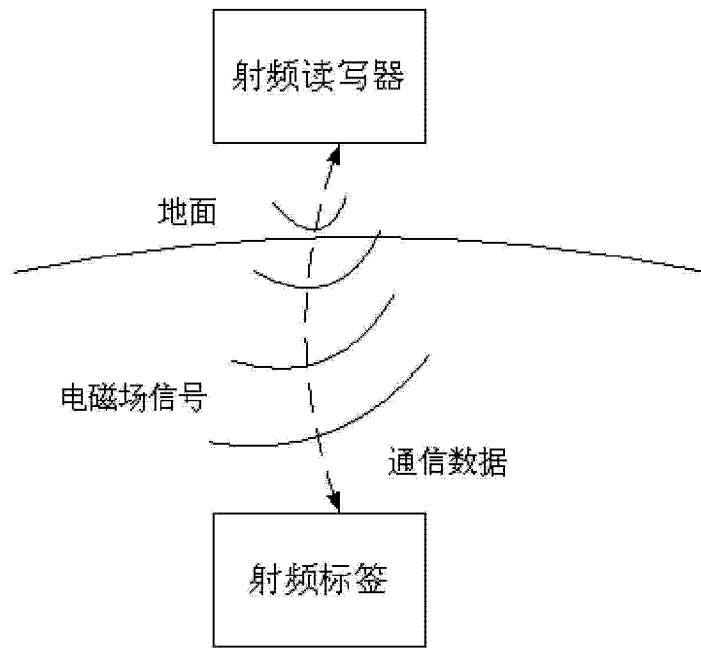 射频读写器
地面
电磁场信号
通信数据
射频标签